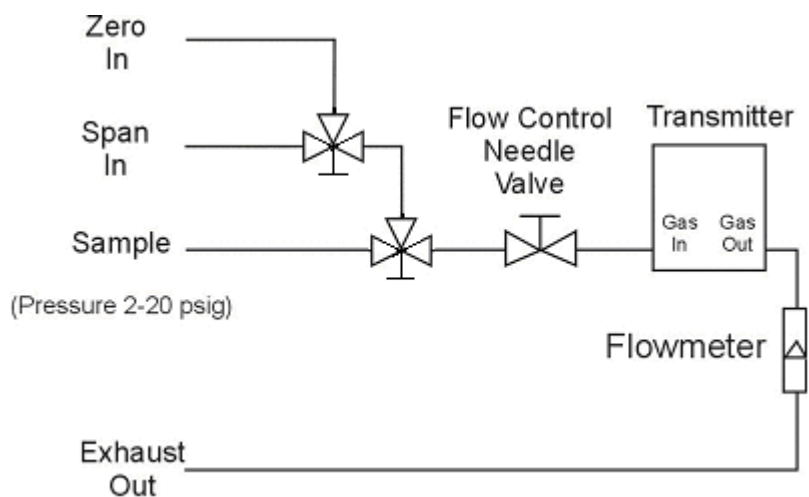 Zero
In
Span
In
Flow Control
Needle
Valve
Transmitter
Gas
In
Gas
Out
Sample
(Pressure 2-20 psig)
Flowmeter
Exhaust
Out